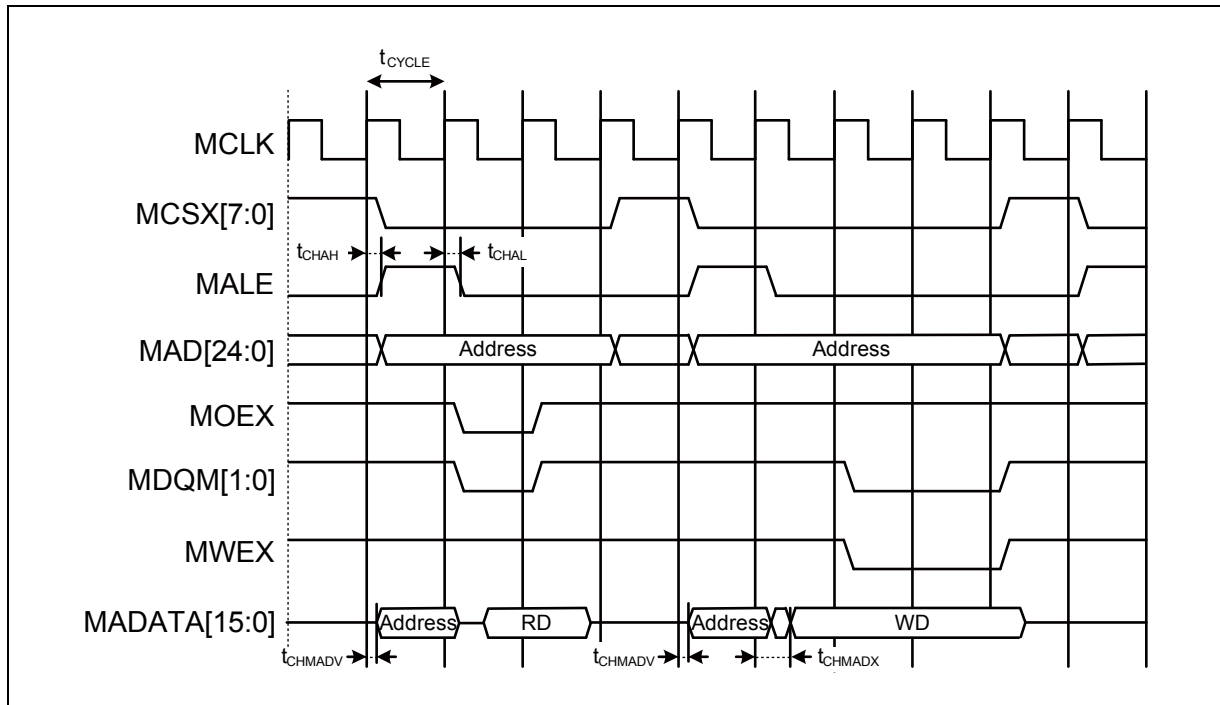 tCYCLE
MCLK
MCSX[7:0]
tCHAH
tCHAL
MALE
MAD[24:0]
Address
Address
MOEX
MDQM[1:0]
MWEX
MADATA[15:0]
Address
RD
Address
WD
tCHMADV
tCHMADV
tCHMADX